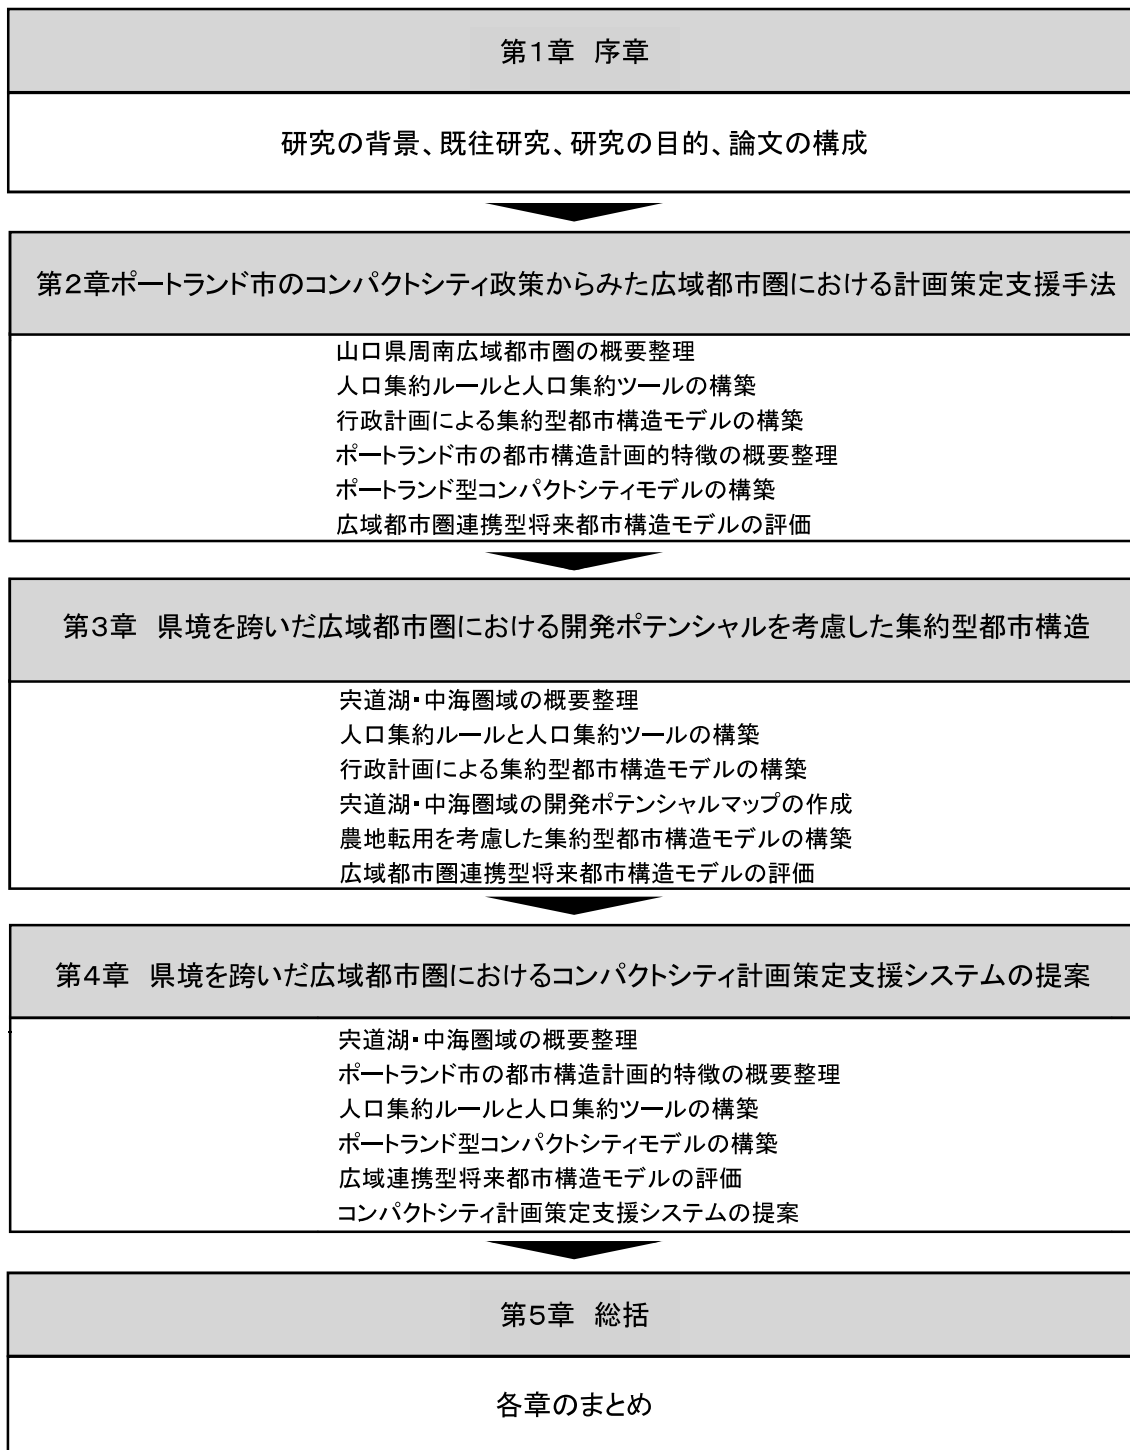 第1章 序章
研究の背景、既往研究、研究の目的、論文の構成
第2章ポートランド市のコンパクトシティ政策からみた広域都市圏における計画策定支援手法
山口県周南広域都市圏の概要整理
人口集約ルールと人口集約ツールの構築
行政計画による集約型都市構造モデルの構築
ポートランド市の都市構造計画的特徴の概要整理
ポートランド型コンパクトシティモデルの構築
広域都市圏連携型将来都市構造モデルの評価
第3章 県境を跨いだ広域都市圏における開発ポテンシャルを考慮した集約型都市構造
宍道湖・中海圏域の概要整理
人口集約ルールと人口集約ツールの構築
行政計画による集約型都市構造モデルの構築
宍道湖・中海圏域の開発ポテンシャルマップの作成
農地転用を考慮した集約型都市構造モデルの構築
広域都市圏連携型将来都市構造モデルの評価
第4章 県境を跨いだ広域都市圏におけるコンパクトシティ計画策定支援システムの提案
宍道湖・中海圏域の概要整理
ポートランド市の都市構造計画的特徴の概要整理
人口集約ルールと人口集約ツールの構築
ポートランド型コンパクトシティモデルの構築
広域連携型将来都市構造モデルの評価
コンパクトシティ計画策定支援システムの提案
第5章 総括
各章のまとめ